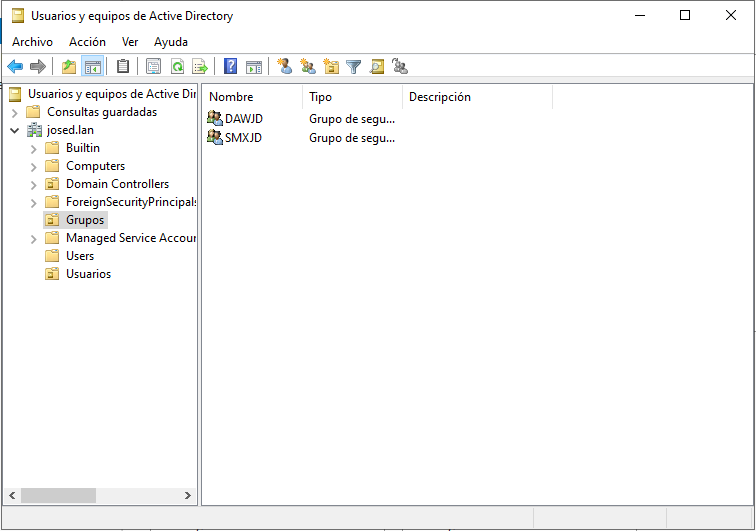 Usuarios y equipos de Active Directory
Archivo Acción Ver Ayuda
Usuarios y equipos de Active Dir
Consultas guardadas
josed.lan
Builtin
Computers
Domain Controllers
ForeignSecurityPrincipals
Grupos
Managed Service Accour
Users
Usuarios
Nombre Tipo Descripción
DAWJD Grupo de segu...
SMXJD Grupo de segu...